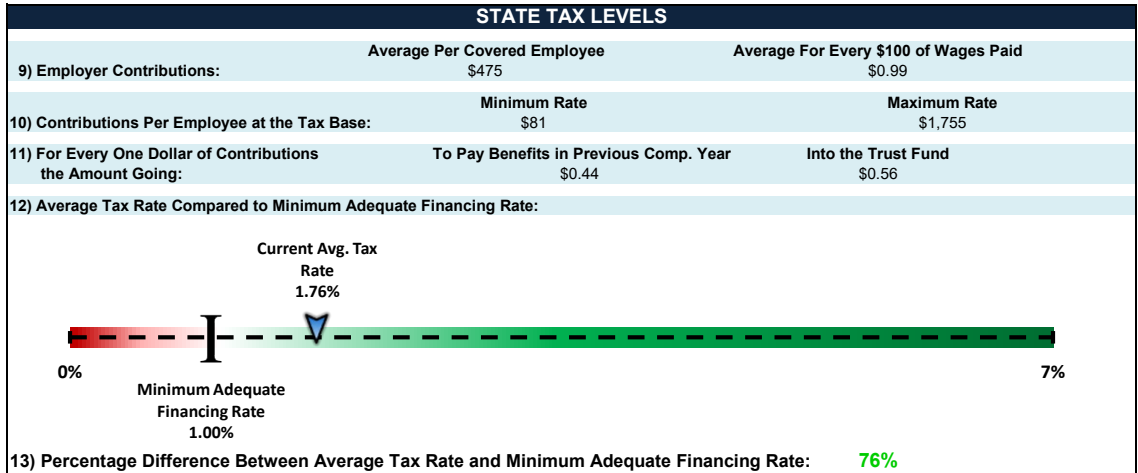 STATE TAX LEVELS
Average Per Covered Employee Average For Every $100 of Wages Paid
9) Employer Contributions: $475 $0.99
Minimum Rate Maximum Rate
10) Contributions Per Employee at the Tax Base: $81 $1,755
11) For Every One Dollar of Contributions To Pay Benefits in Previous Comp. Year Into the Trust Fund
the Amount Going: $0.44 $0.56
12) Average Tax Rate Compared to Minimum Adequate Financing Rate:
Current Avg. Tax
Rate
1.76%
0% 7%
Minimum Adequate
Financing Rate
1.00%
13) Percentage Difference Between Average Tax Rate and Minimum Adequate Financing Rate: 76%